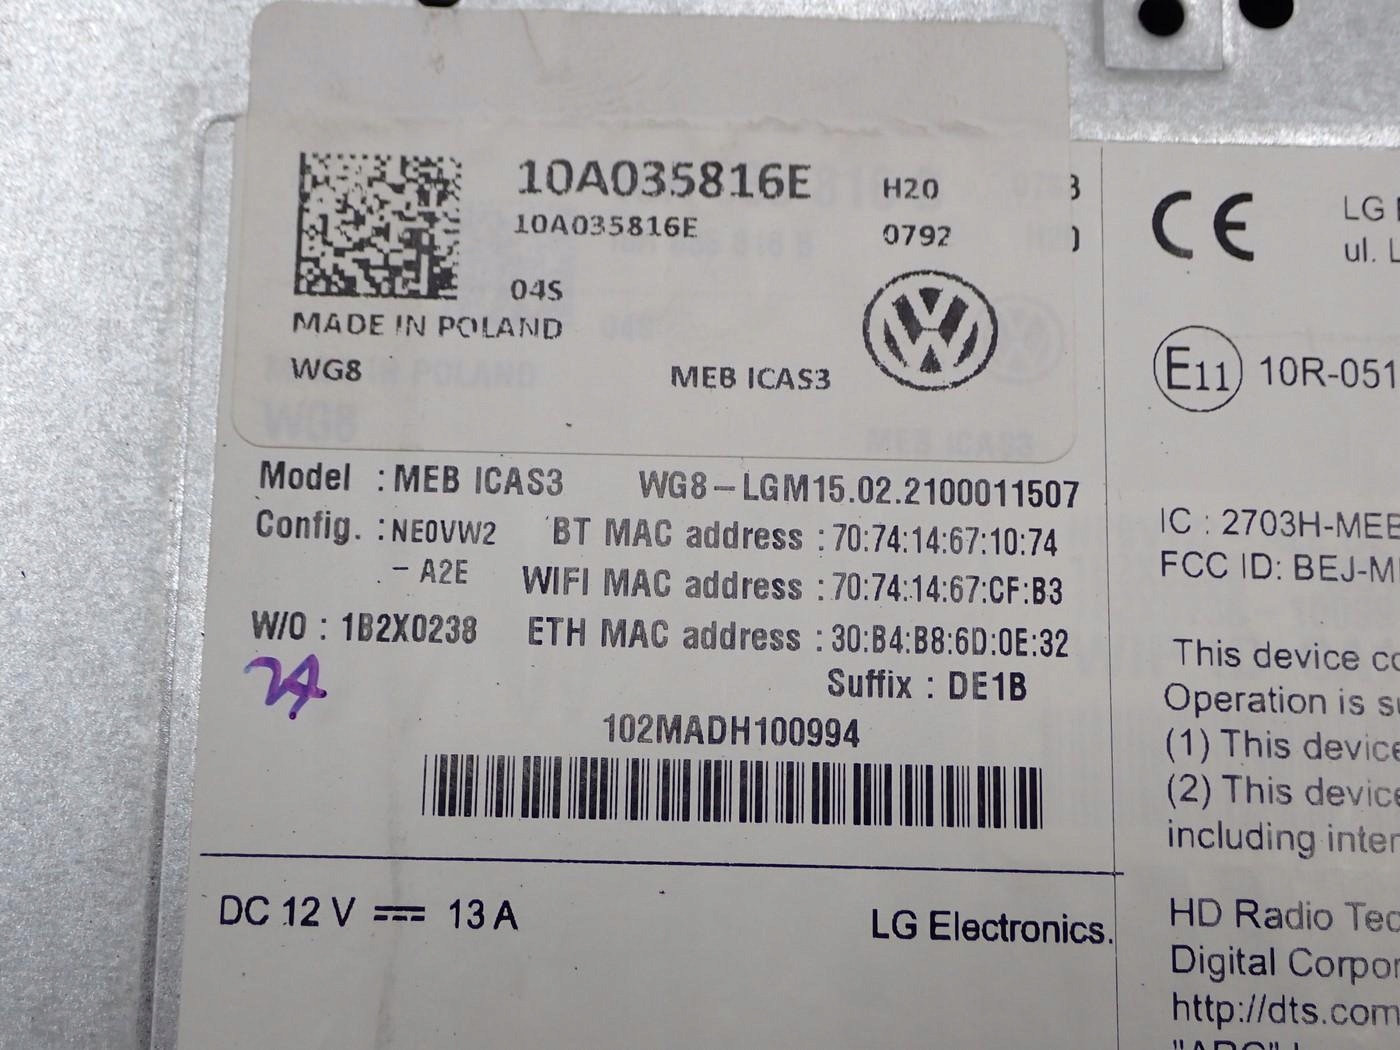 10A035816E H20
10A035816E 0792
04S
MADE IN POLAND
WG8 MEB ICAS3
Model : MEB ICAS3 WG8-LGM15.02.2100011507
Config. : NE0VW2 BT MAC address : 70:74:14:67:10:74
- A2E WIFI MAC address : 70:74:14:67:CF:B3
W/O : 1B2X0238 ETH MAC address : 30:B4:B8:6D:0E:32
Suffix : DE1B
102MADH100994
DC 12 V 13 A
LG Electronics.
CE LG
ul.
E11 10R-051
IC : 2703H-MEB
FCC ID: BEJ-M
This device
Operation is
(1) This device
(2) This device
including
HD Radio
Digital
http://dts.com